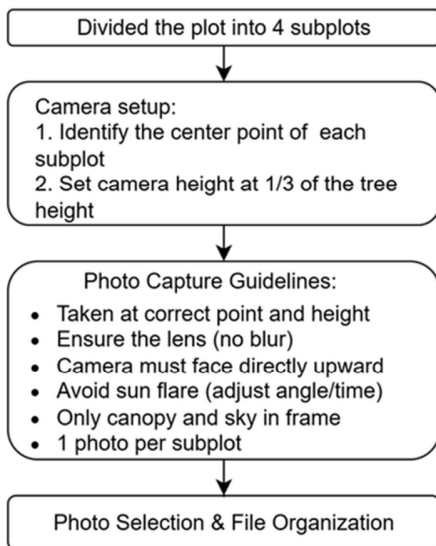 Divided the plot into 4 subplots
Camera setup:
1. Identify the center point of each
subplot
2. Set camera height at 1/3 of the tree
height
Photo Capture Guidelines:
• Taken at correct point and height
• Ensure the lens (no blur)
• Camera must face directly upward
• Avoid sun flare (adjust angle/time)
• Only canopy and sky in frame
• 1 photo per subplot
Photo Selection & File Organization